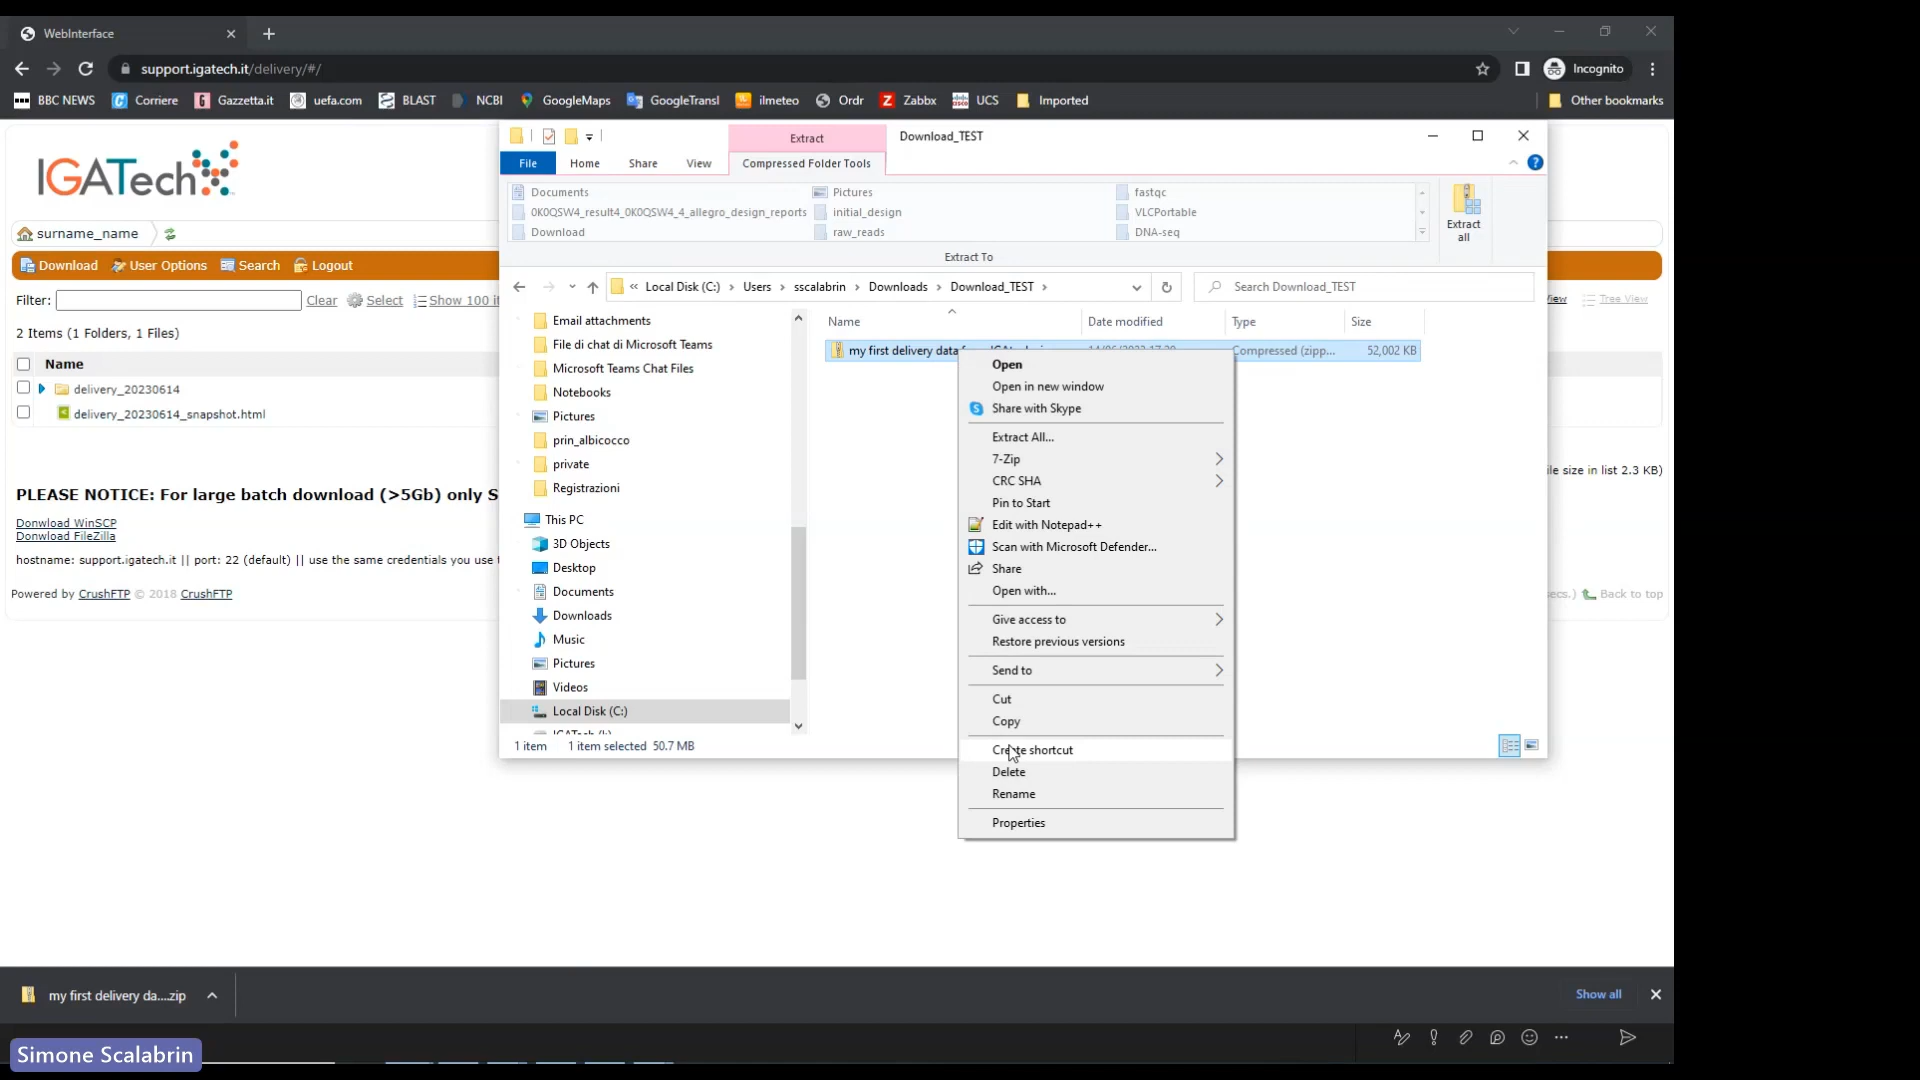 WebInterface
support.igatech.it/delivery/#/
Incognito
BBC NEWS Corriere Gazzetta.it uefa.com BLAST NCBI GoogleMaps GoogleTransl ilmeteo Ordr Zabbx UCS Imported Other bookmarks
IGATech
surname_name
Download User Options Search Logout
Filter: Clear Select Show 100
View Tree View
2 Items (1 Folders, 1 Files)
Name
delivery_20230614
delivery_20230614_snapshot.html
ile size in list 2.3 KB)
PLEASE NOTICE: For large batch download (>5Gb) only S
Donwload WinSCP
Donwload FileZilla
hostname: support.igatech.it || port: 22 (default) || use the same credentials you use
Powered by CrushFTP © 2018 CrushFTP
secs.) Back to top
Extract Download_TEST
File Home Share View Compressed Folder Tools
Documents Pictures fastqc
0K0QSW4_result4_0K0QSW4_4_allegro_design_reports initial_design VLCPortable
Download raw_reads DNA-seq
Extract all
Extract To
« Local Disk (C:) › Users › sscalabrin › Downloads › Download_TEST ›
Search Download_TEST
Email attachments
File di chat di Microsoft Teams
Microsoft Teams Chat Files
Notebooks
Pictures
prin_albicocco
private
Registrazioni
This PC
3D Objects
Desktop
Documents
Downloads
Music
Pictures
Videos
Local Disk (C:)
Name Date modified Type Size
my first delivery data Compressed (zipp... 52,002 KB
1 item 1 item selected 50.7 MB
Open
Open in new window
Share with Skype
Extract All...
7-Zip
CRC SHA
Pin to Start
Edit with Notepad++
Scan with Microsoft Defender...
Share
Open with...
Give access to
Restore previous versions
Send to
Cut
Copy
Create shortcut
Delete
Rename
Properties
my first delivery da....zip
Show all
Simone Scalabrin